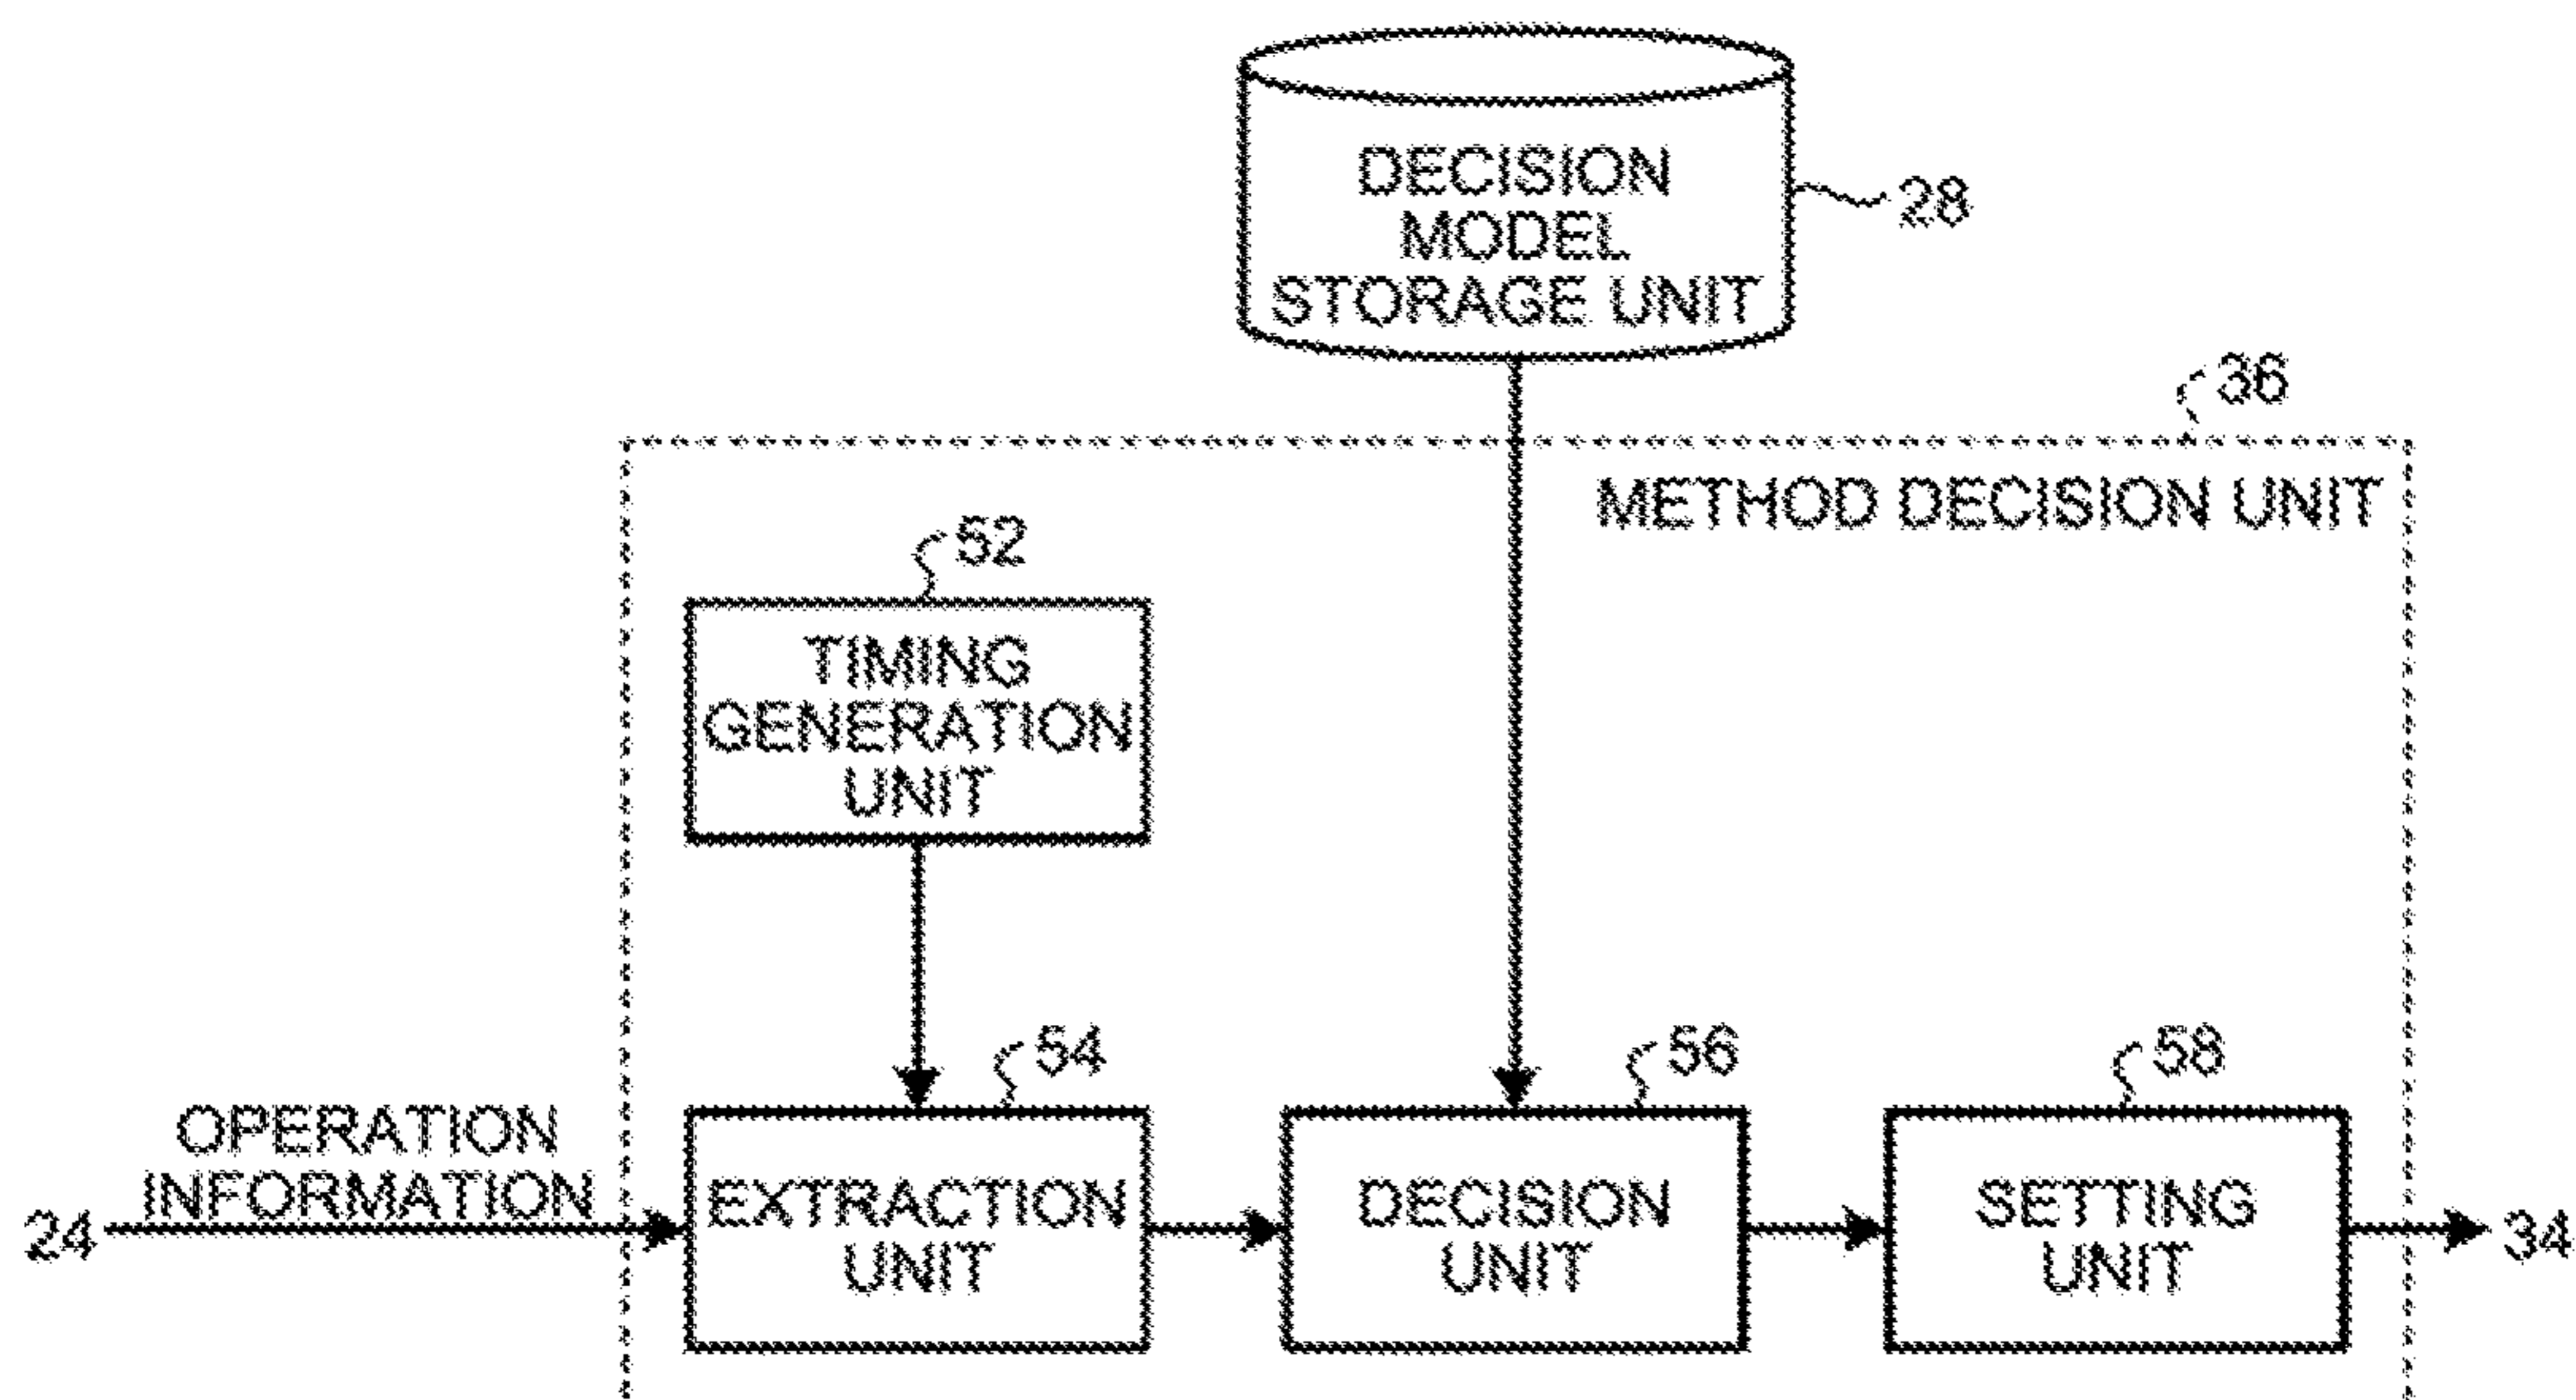 DECISION
MODEL
STORAGE UNIT
28
36
METHOD DECISION UNIT
52
TIMING
GENERATION
UNIT
54
56
58
OPERATION
INFORMATION
24
EXTRACTION
UNIT
DECISION
UNIT
SETTING
UNIT
34